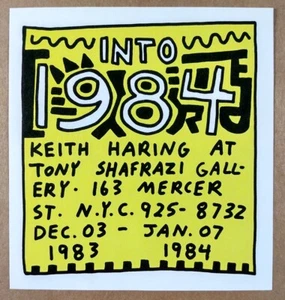 INTO
1984
KEITH HARING AT
TONY SHAFRAZI GALL-
ERY. 163 MERCER
ST. N.Y.C. 925-8732
DEC. 03 - JAN. 07
1983 1984